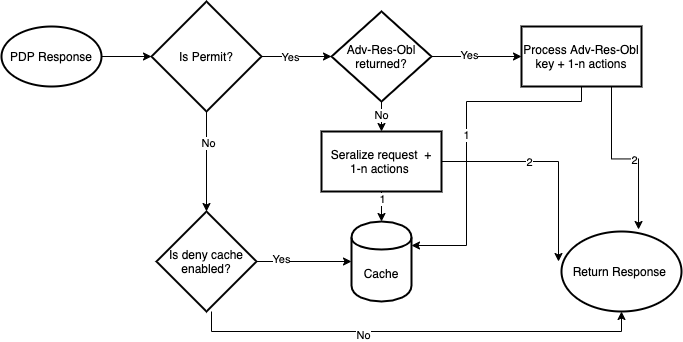 PDP Response
Is Permit?
Yes
Adv-Res-Obl
returned?
Yes
Process Adv-Res-Obl
key + 1-n actions
No
No
1
2
Seralize request +
1-n actions
2
1
Is deny cache
enabled?
Yes
Cache
Return Response
No